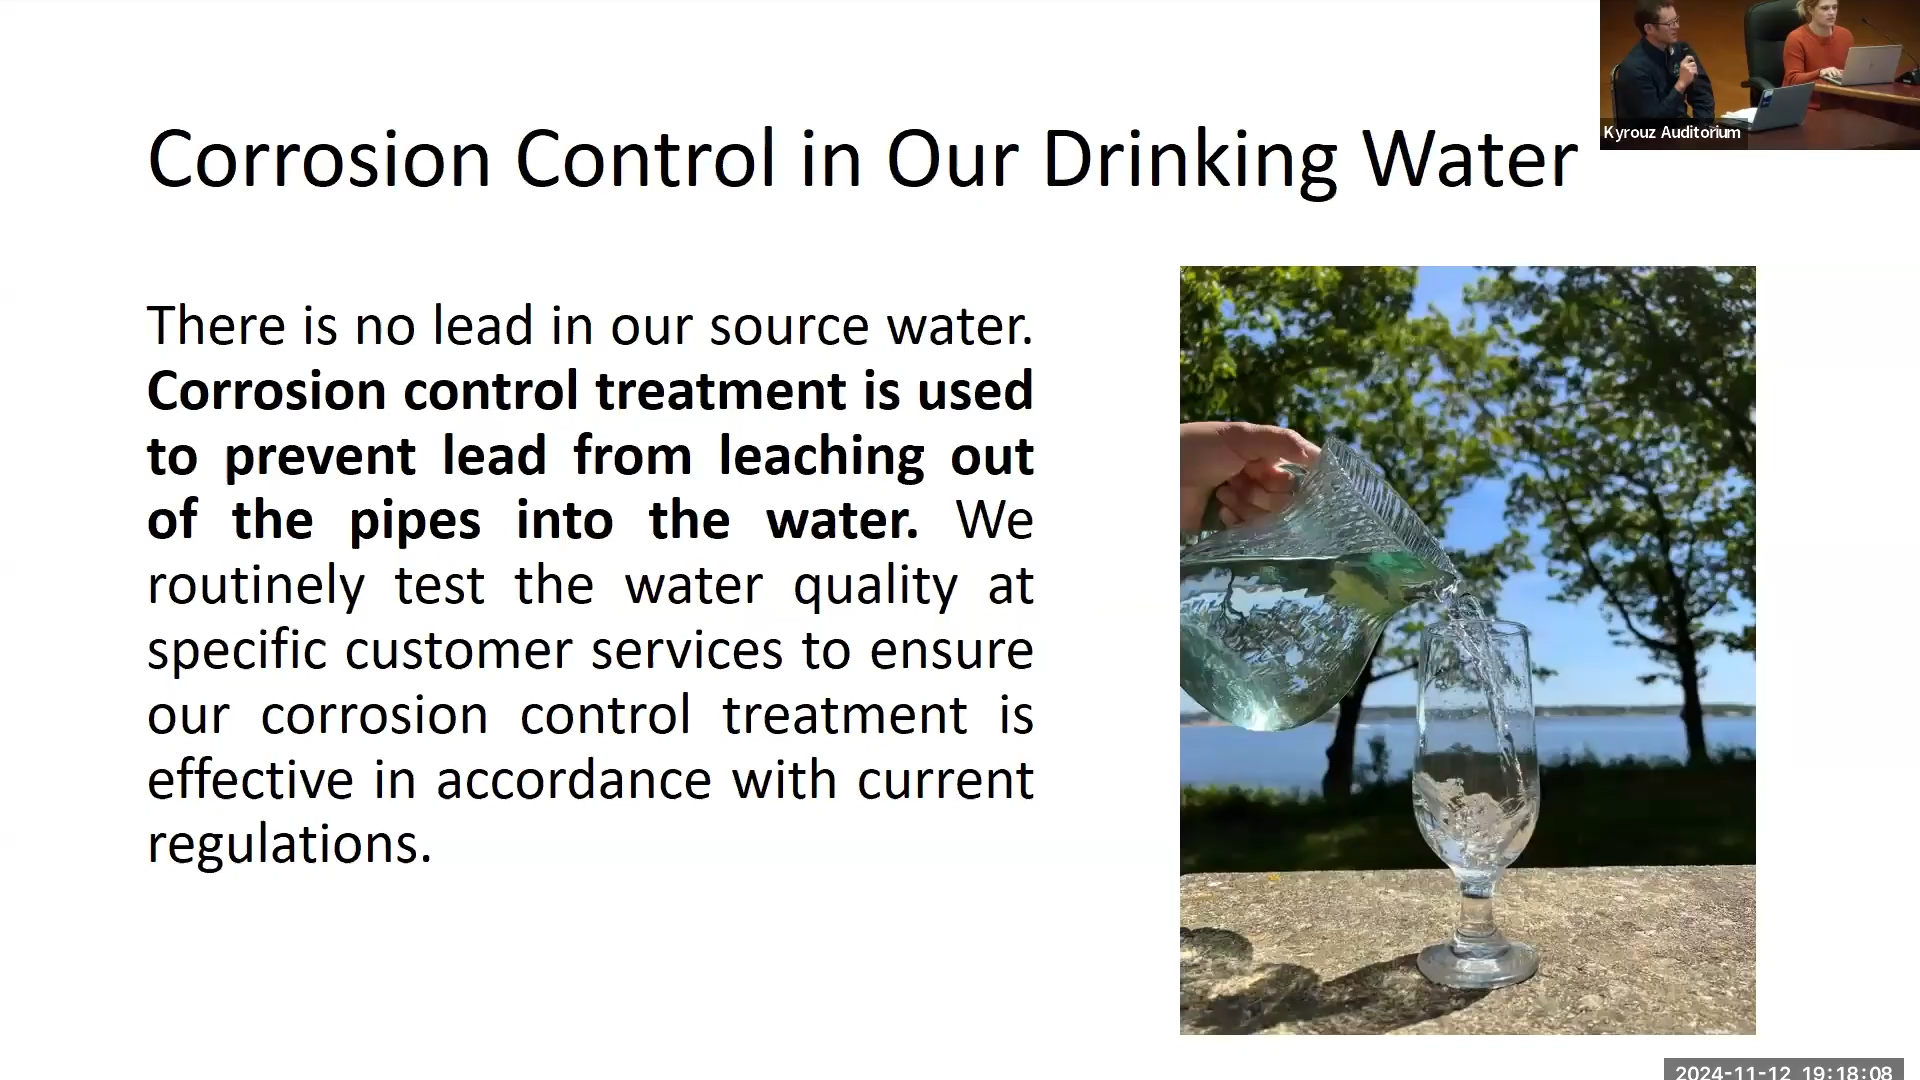 Kyrouz Auditorium
Corrosion Control in Our Drinking Water
There is no lead in our source water.
Corrosion control treatment is used
to prevent lead from leaching out
of the pipes into the water. We
routinely test the water quality at
specific customer services to ensure
our corrosion control treatment is
effective in accordance with current
regulations.
2024-11-12 19:18:08